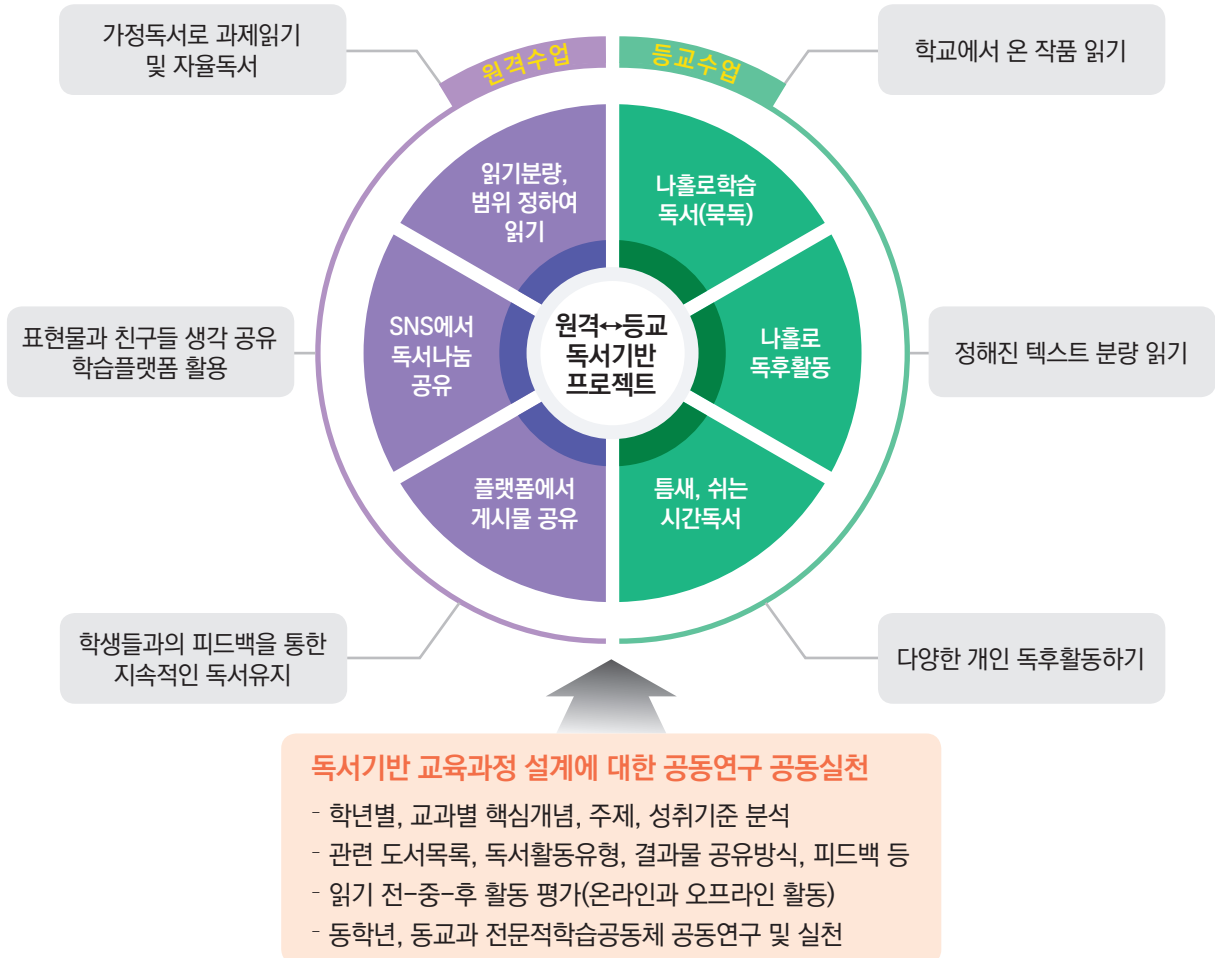 가정독서로 과제읽기
및 자율독서
원격수업
등교수업
학교에서 온 작품 읽기
읽기분량,
범위 정하여
읽기
나홀로학습
독서(묵독)
표현물과 친구들 생각 공유
학습플랫폼 활용
SNS에서
독서나눔
공유
원격↔등교
독서기반
프로젝트
나홀로
독후활동
정해진 텍스트 분량 읽기
플랫폼에서
게시물 공유
틈새, 쉬는
시간독서
학생들과의 피드백을 통한
지속적인 독서유지
다양한 개인 독후활동하기
독서기반 교육과정 설계에 대한 공동연구 공동실천
- 학년별, 교과별 핵심개념, 주제, 성취기준 분석
- 관련 도서목록, 독서활동유형, 결과물 공유방식, 피드백 등
- 읽기 전-중-후 활동 평가(온라인과 오프라인 활동)
- 동학년, 동교과 전문적학습공동체 공동연구 및 실천